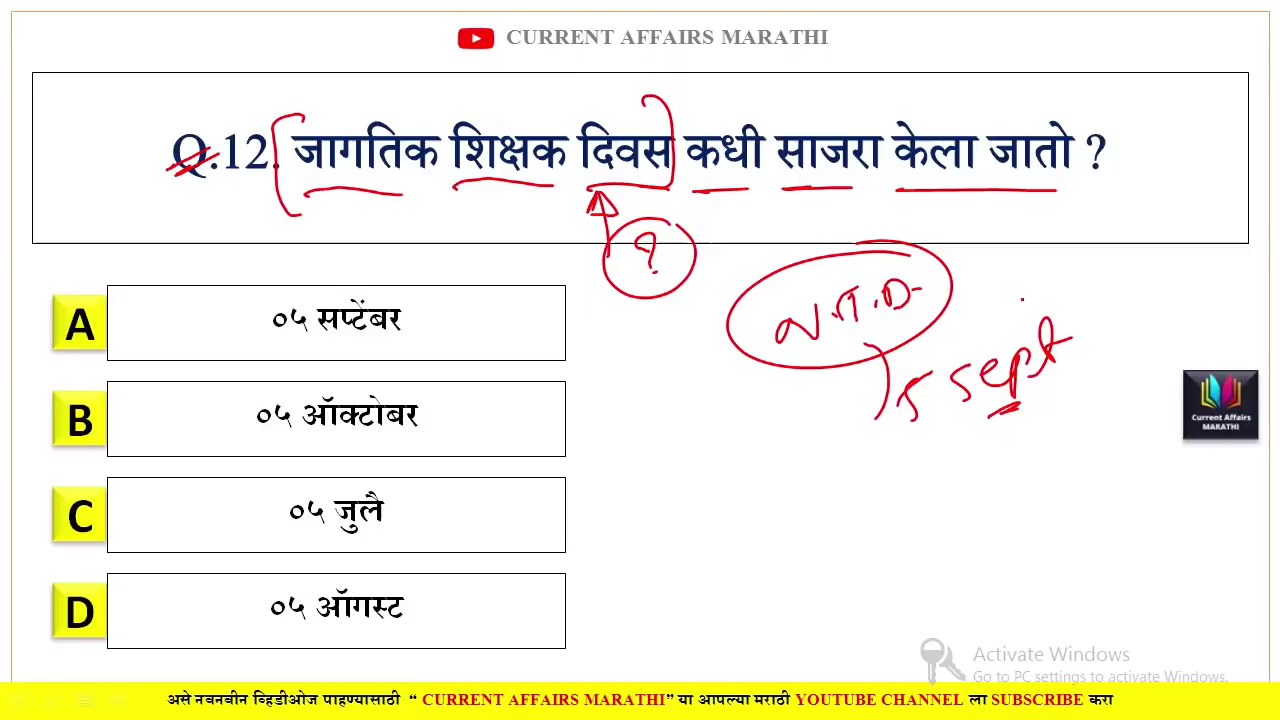 CURRENT AFFAIRS MARATHI
Q.12. जागतिक शिक्षक दिवस कधी साजरा केला जातो ?
?
N.T.D.
5 sept
A
०५ सप्टेंबर
B
०५ ऑक्टोबर
C
०५ जुलै
D
०५ ऑगस्ट
Current Affairs
MARATHI
Activate Windows
Go to PC settings to activate Windows.
असे नवनवीन व्हिडीओज पाहण्यासाठी “ CURRENT AFFAIRS MARATHI” या आपल्या मराठी YOUTUBE CHANNEL ला SUBSCRIBE करा